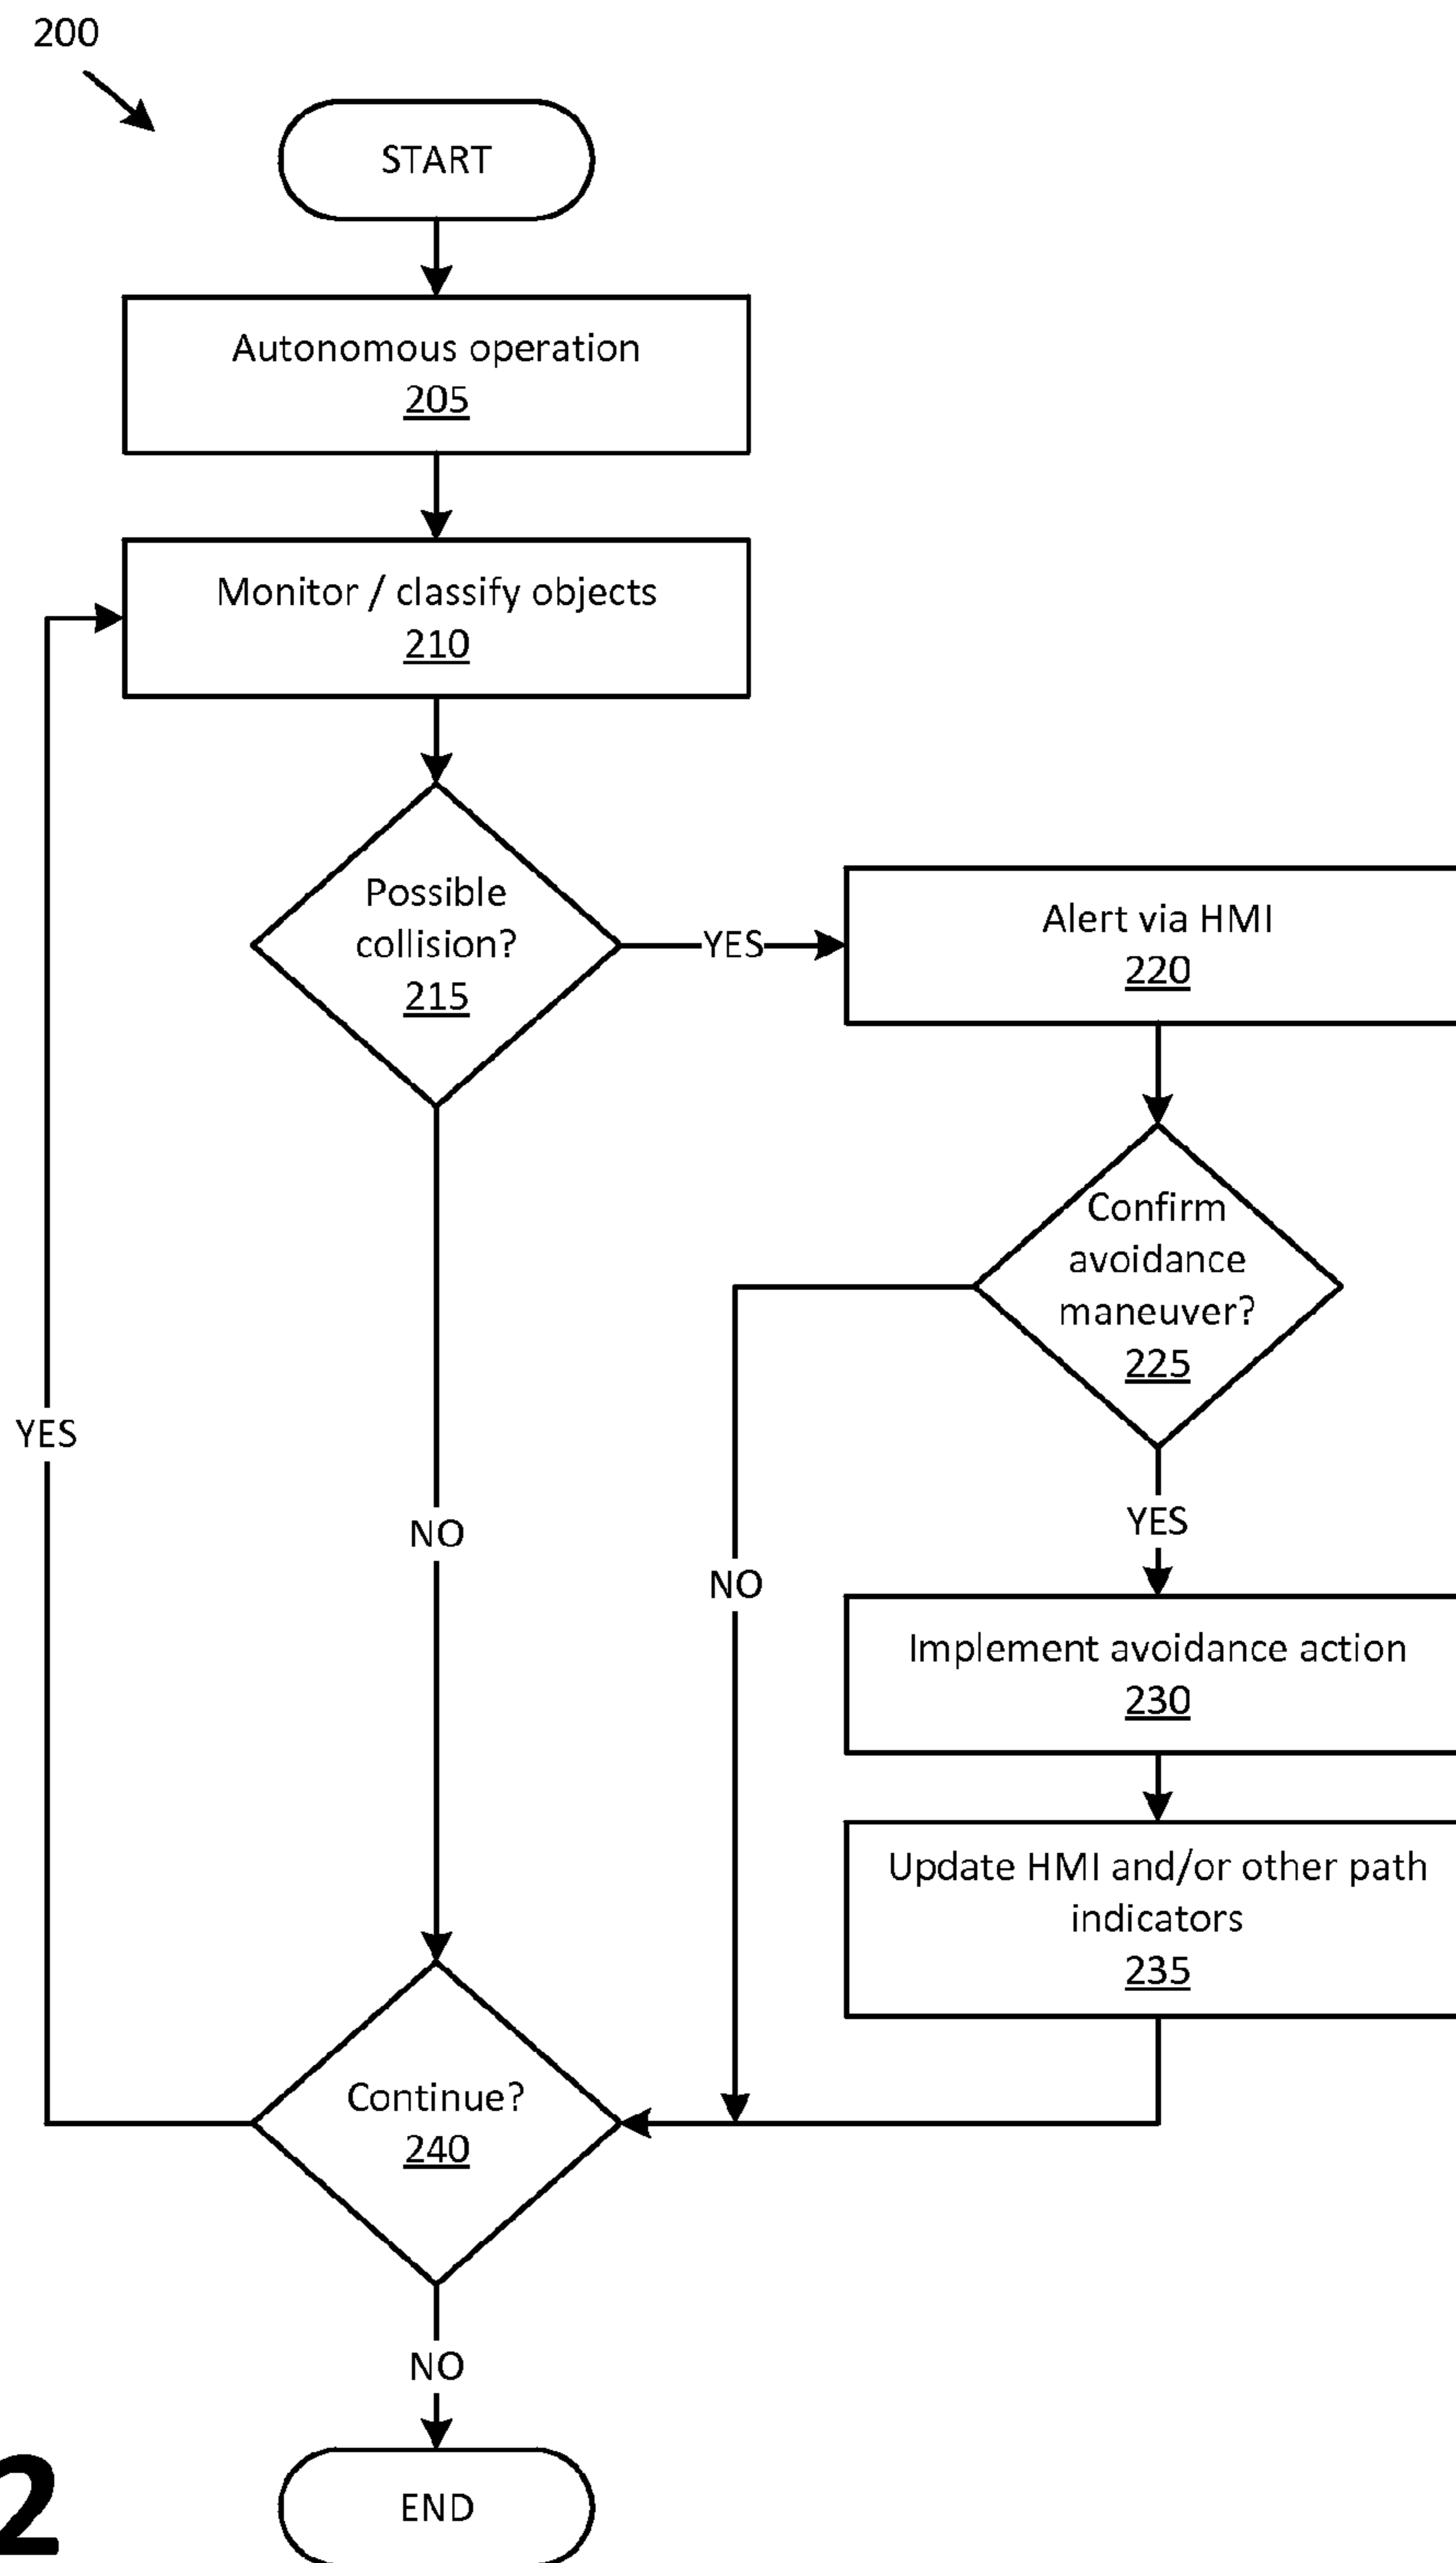 200
START
Autonomous operation
205
Monitor / classify objects
210
Possible
collision?
215
YES
Alert via HMI
220
Confirm
avoidance
maneuver?
225
YES
NO
YES
NO
Implement avoidance action
230
Update HMI and/or other path
indicators
235
Continue?
240
NO
END
2